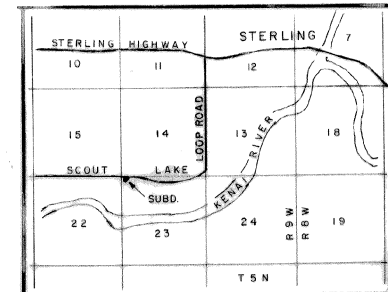 STERLING HIGHWAY STERLING 7
10 11 12
15 14 LOOP ROAD 13 KENAI RIVER 18
SCOUT LAKE
SUBD.
22 23 24 R9W R8W 19
T5N